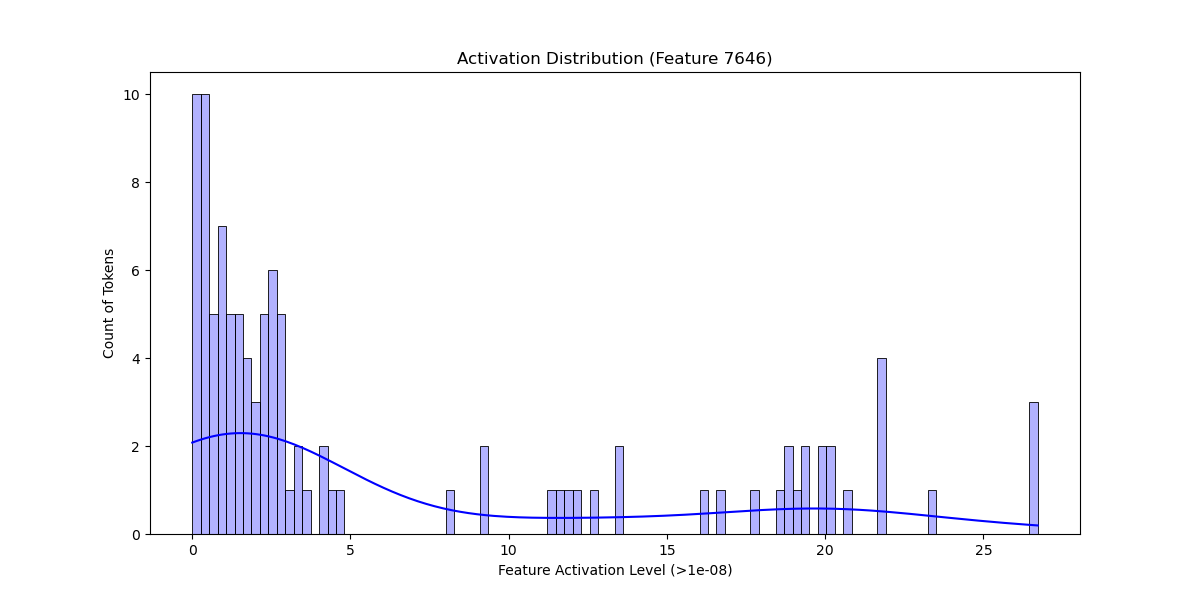 Activation Distribution (Feature 7646)
10
8
6
4
2
0
Count of Tokens
0 5 10 15 20 25
Feature Activation Level (>1e-08)